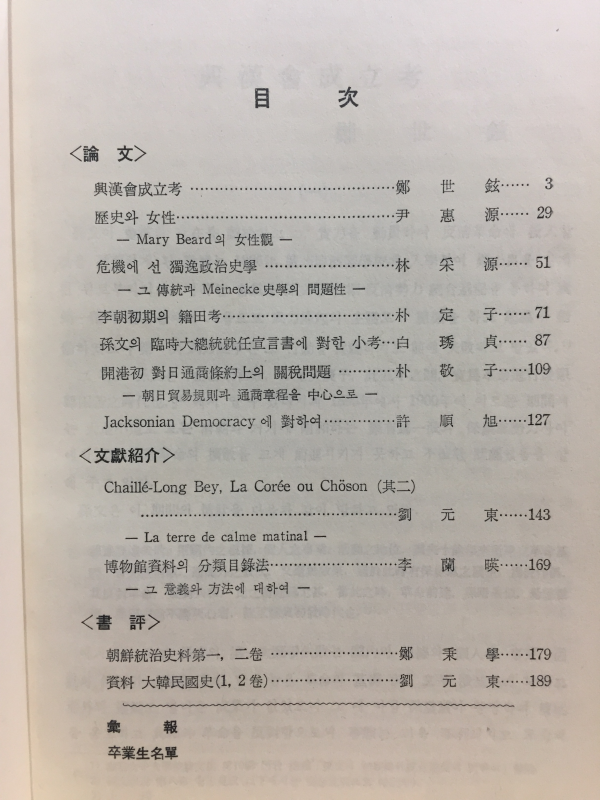 目 次
<論 文>
興漢會成立考 ……………………………………鄭 世 鉉…… 3
歷史와 女性………………………………………尹 惠 源…… 29
— Mary Beard의 女性觀 —
危機에 선 獨逸政治史學 ………………………林 采 源…… 51
— 그 傳統과 Meinecke史學의 問題性 —
李朝初期의 籍田考………………………………朴 定 子…… 71
孫文의 臨時大總統就任宣言書에 對한 小考…白 琇 貞…… 87
開港初 對日通商條約上의 關稅問題 …………朴 敬 子……109
— 朝日貿易規則과 通商章程을 中心으로 —
Jacksonian Democracy에 對하여……………許 順 旭……127
<文獻紹介>
Chaillé-Long Bey, La Corée ou Chöson (其二)
………………………………………………劉 元 東……143
— La terre de calme matinal —
博物館資料의 分類目錄法………………………李 蘭 暎……169
— 그 意義와 方法에 대하여 —
<書 評>
朝鮮統治史料第一, 二卷 ………………………鄭 秉 學……179
資料 大韓民國史(1, 2卷)………………………劉 元 東……189
彙 報
卒業生名單